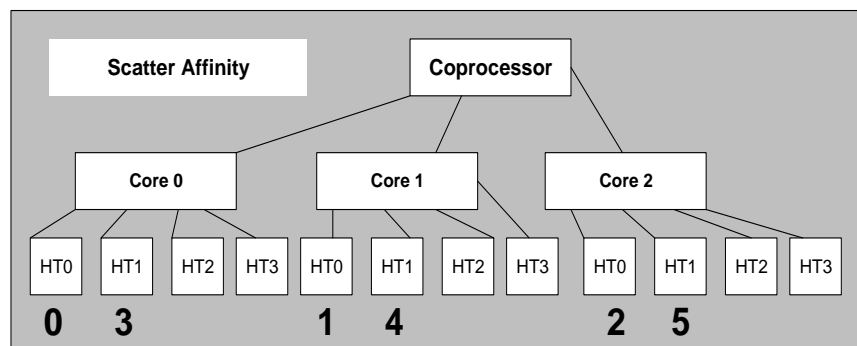 Scatter Affinity
Coprocessor
Core 0
Core 1
Core 2
HT0 HT1 HT2 HT3 HT0 HT1 HT2 HT3 HT0 HT1 HT2 HT3
0 3 1 4 2 5